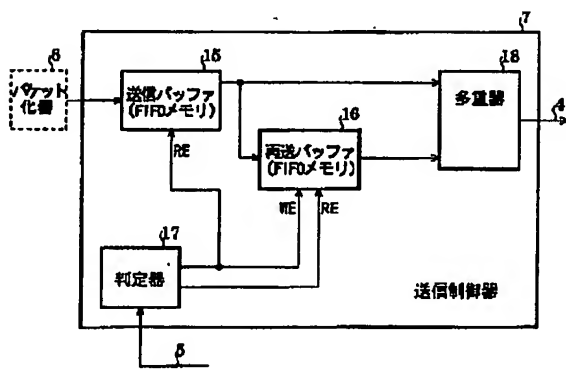 7
6
パケット
化器
15
送信バッファ
(FIFOメモリ)
18
多重器
4
16
再送バッファ
(FIFOメモリ)
RE
WE
RE
17
判定器
送信制御器
5